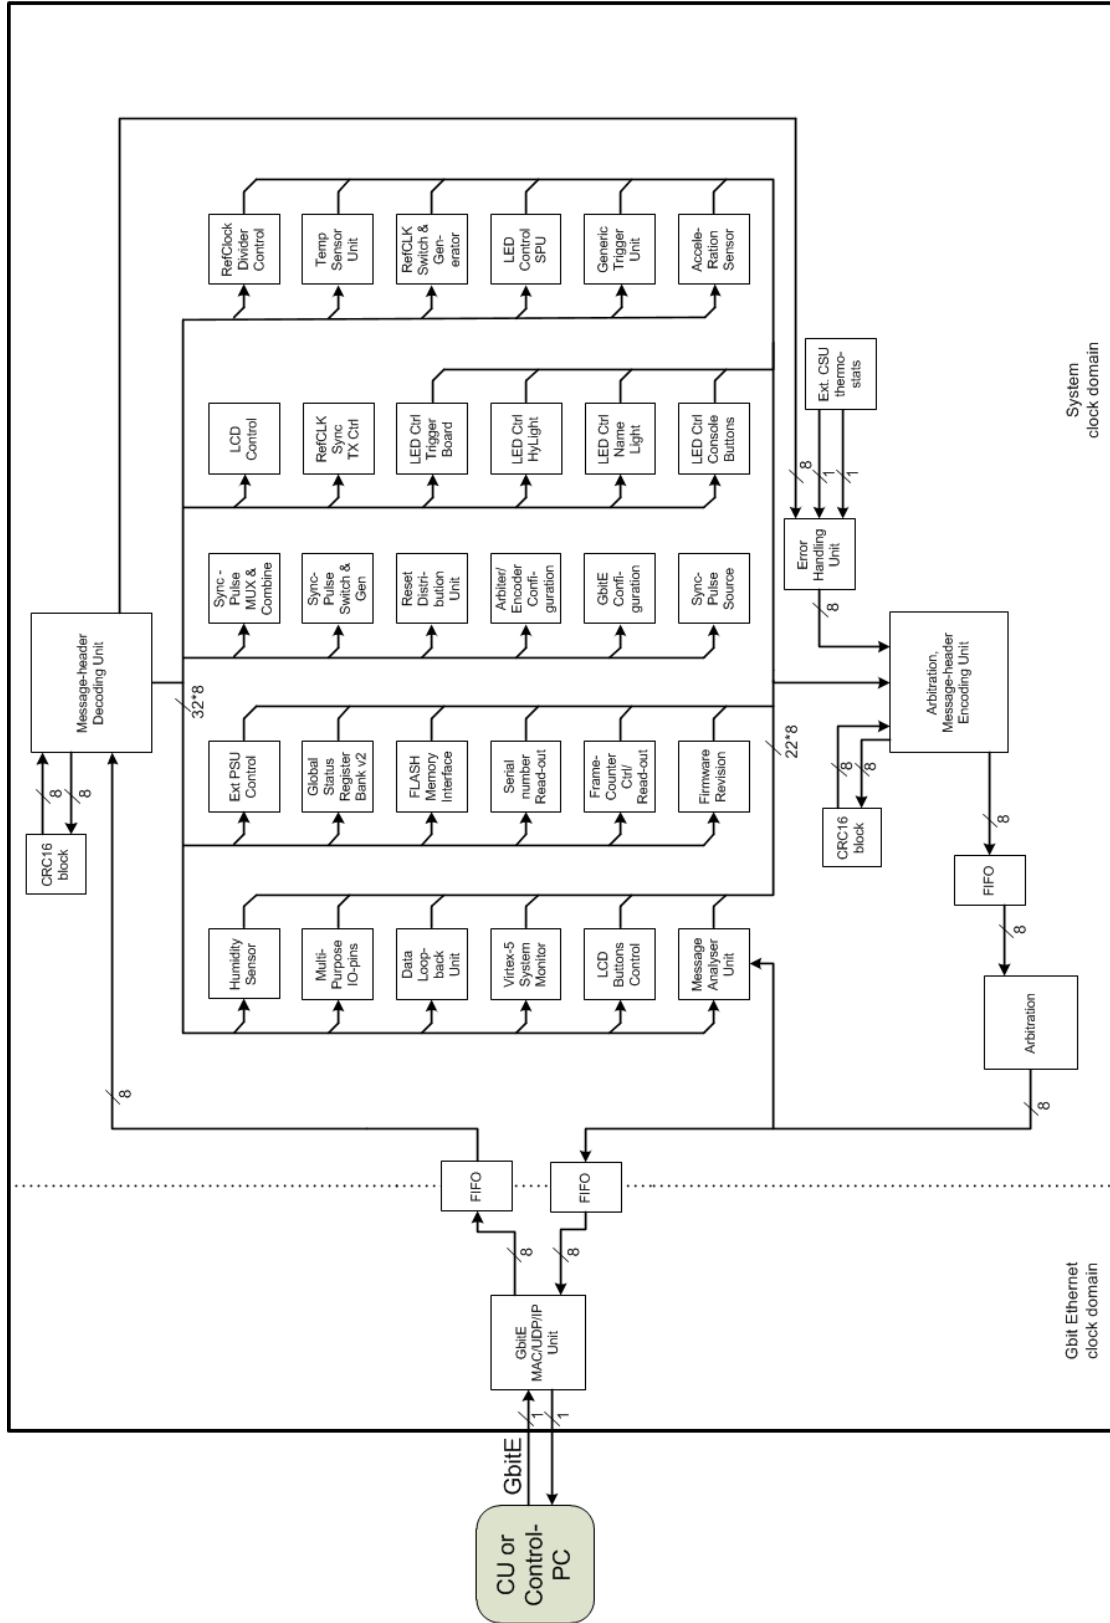 CRC16
block
8
8
Message-header
Decoding Unit
8
32*8
Humidity
Sensor
Ext PSU
Control
Sync -
Pulse
MUX &
Combine
LCD
Control
RefClock
Divider
Control
Multi-
Purpose
IO-pins
Global
Status
Register
Bank v2
Sync-
Pulse
Switch &
Gen
RefCLK
Sync
TX Ctrl
Temp
Sensor
Unit
Data
Loop-
back
Unit
FLASH
Memory
Interface
Reset
Distri-
bution
Unit
LED Ctrl
Trigger
Board
RefCLK
Switch &
Gen-
erator
FIFO
CU or
Control-
PC
GbitE
1
1
GbitE
MAC/UDP/IP
Unit
8
8
FIFO
Virtex-5
System
Monitor
Serial
number
Read-out
Arbiter/
Encoder
Confi-
guration
LED Ctrl
HyLight
LED
Control
SPU
LCD
Buttons
Control
Frame-
Counter
Ctrl/
Read-out
GbitE
Confi-
guration
LED Ctrl
Name
Light
Generic
Trigger
Unit
Message
Analyser
Unit
Firmware
Revision
Sync-
Pulse
Source
LED Ctrl
Console
Buttons
Accele-
Ration
Sensor
22*8
8
1
1
Error
Handling
Unit
Ext. CSU
thermo-
stats
8
CRC16
block
8
8
Arbitration,
Message-header
Encoding Unit
8
Arbitration
8
FIFO
8
Gbit Ethernet
clock domain
System
clock domain